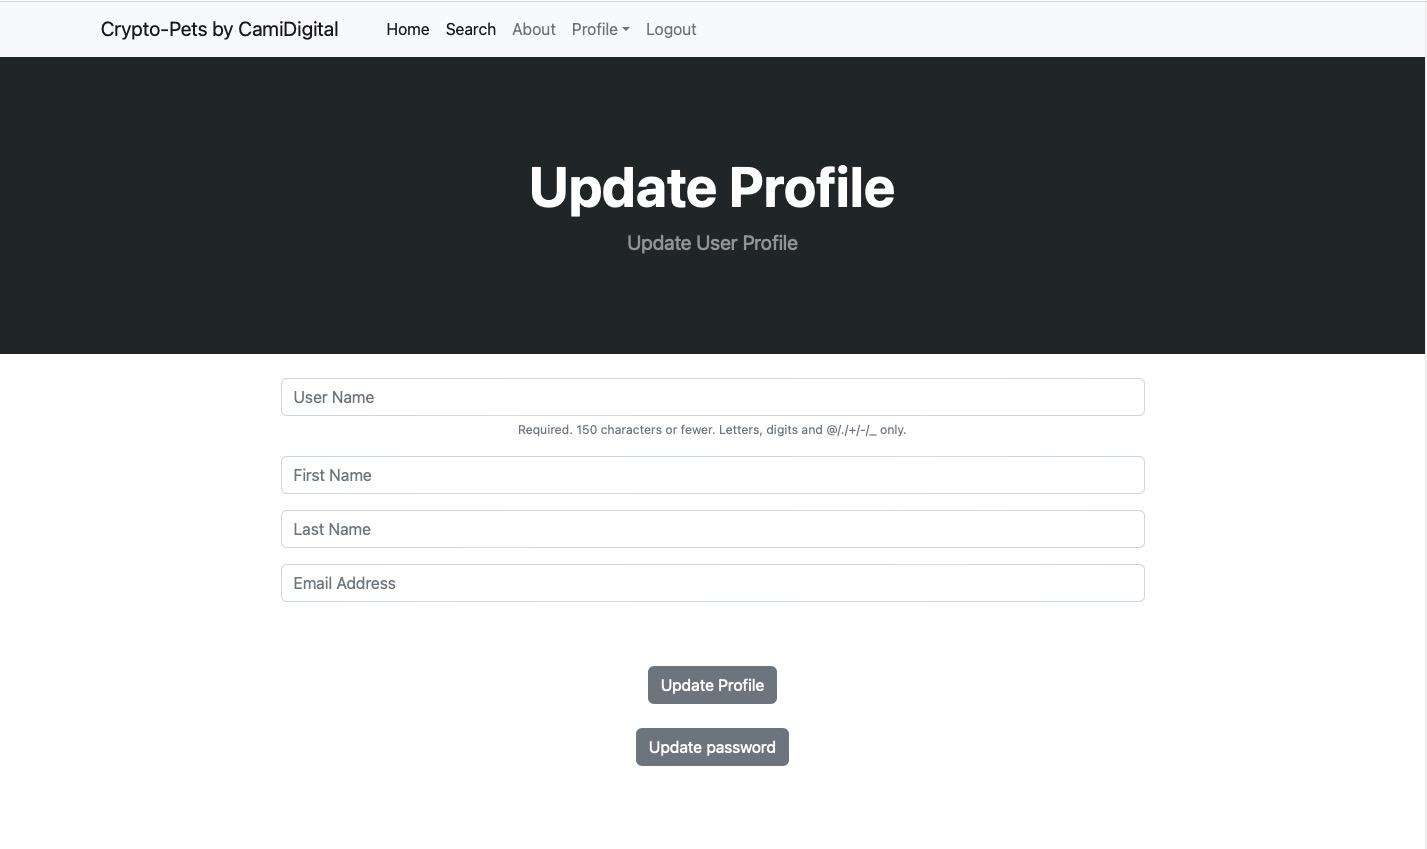 Crypto-Pets by CamiDigital Home Search About Profile Logout
Update Profile
Update User Profile
User Name
Required. 150 characters or fewer. Letters, digits and @/./+/-/_ only.
First Name
Last Name
Email Address
Update Profile
Update password